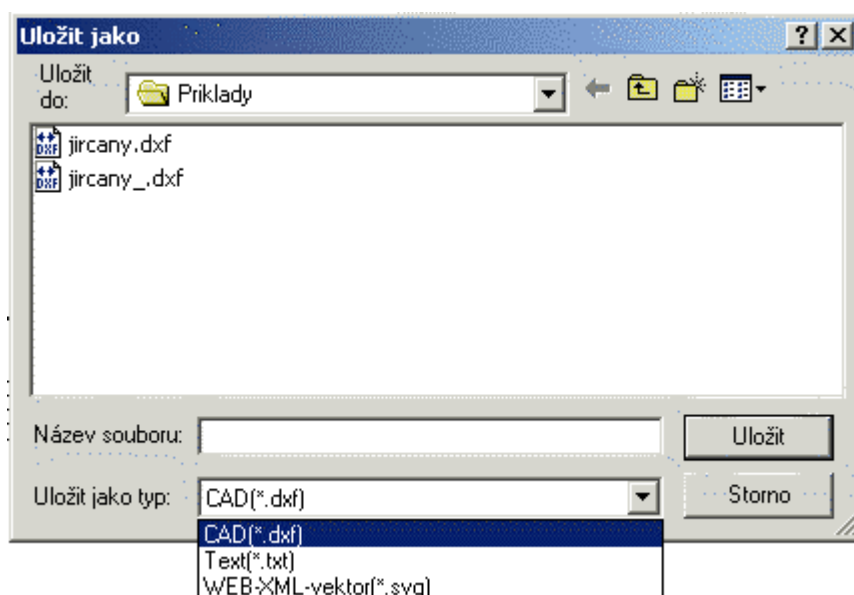 Uložit jako
Uložit
do:
Priklady
jircany.dxf
jircany_.dxf
Název souboru:
Uložit
Uložit jako typ:
CAD(*.dxf)
Storno
CAD(*.dxf)
Text(*.txt)
WEB-XML-vektor(*.svg)